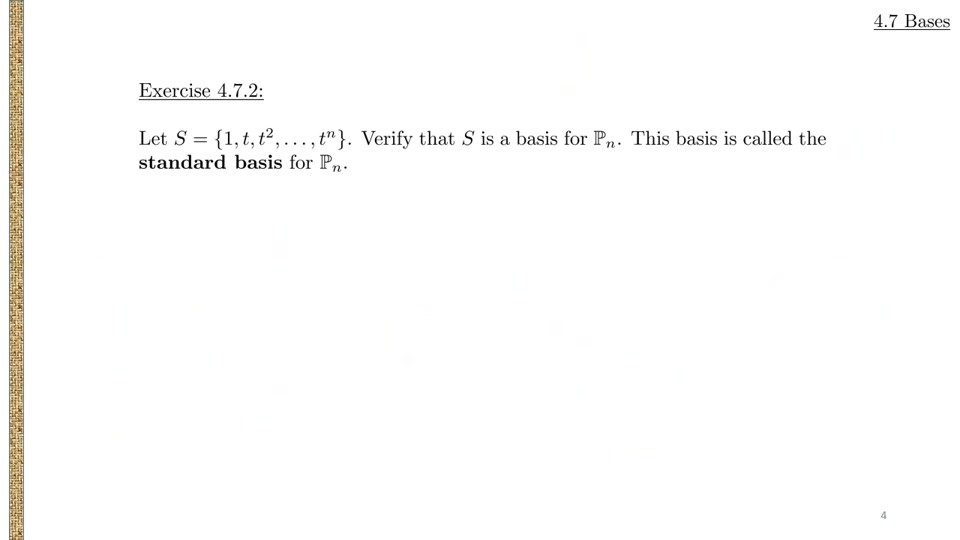 4.7 Bases
Exercise 4.7.2:
Let S = {1, t, t², . . . , tⁿ}. Verify that S is a basis for ℙₙ. This basis is called the
standard basis for ℙₙ.
4